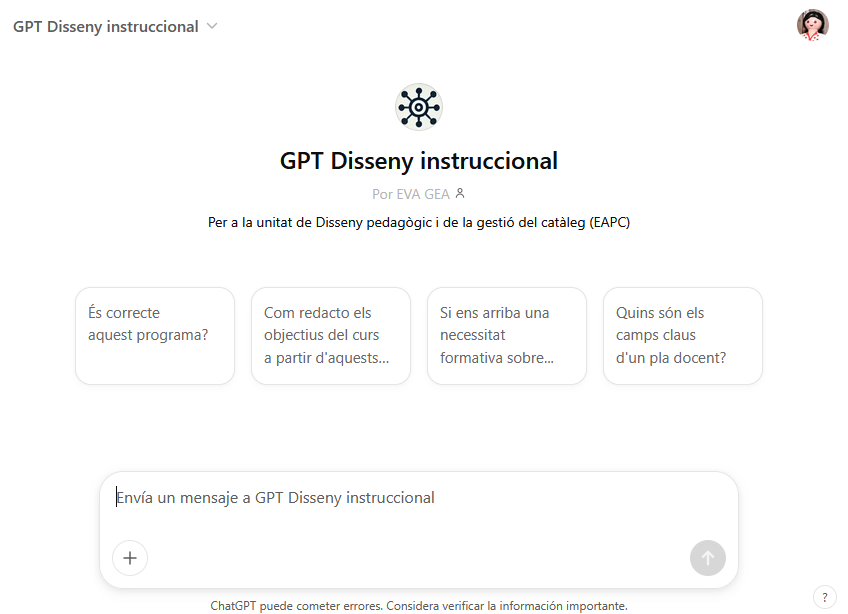 GPT Disseny instruccional
GPT Disseny instruccional
Por EVA GEA
Per a la unitat de Disseny pedagògic i de la gestió del catàleg (EAPC)
És correcte
aquest programa?
Com redacto els
objectius del curs
a partir d'aquests...
Si ens arriba una
necessitat
formativa sobre...
Quins són els
camps claus
d'un pla docent?
Envía un mensaje a GPT Disseny instruccional
ChatGPT puede cometer errores. Considera verificar la información importante.
?